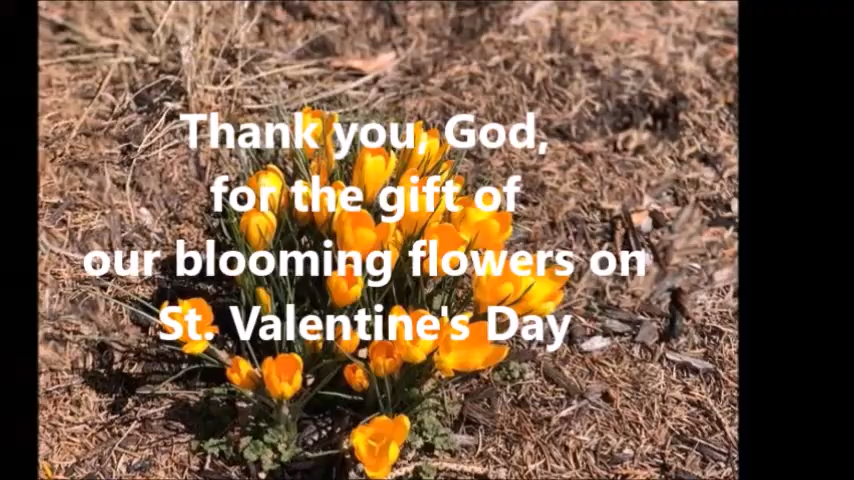 Thank you, God,
for the gift of
our blooming flowers on
St. Valentine's Day